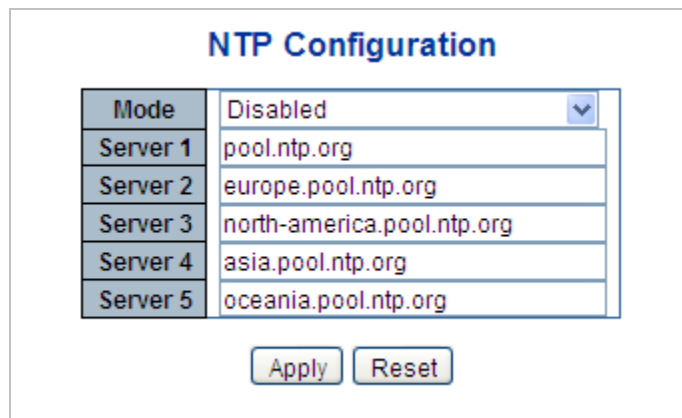 NTP Configuration
Mode Disabled
Server 1 pool.ntp.org
Server 2 europe.pool.ntp.org
Server 3 north-america.pool.ntp.org
Server 4 asia.pool.ntp.org
Server 5 oceania.pool.ntp.org
Apply Reset